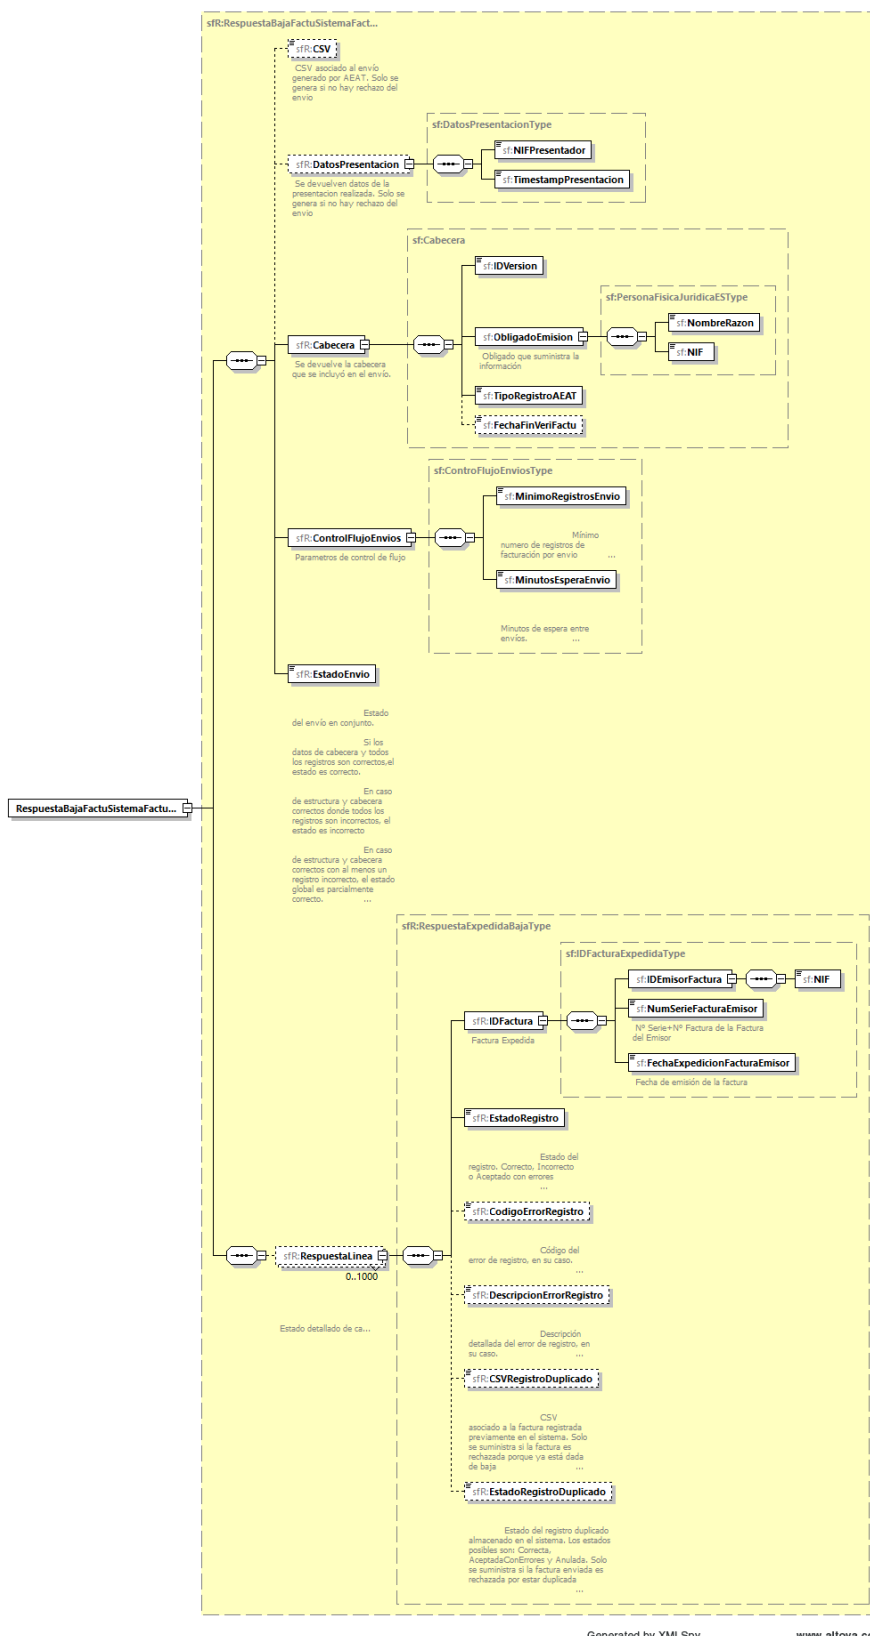 sfR:RespuestaBajaFactuSistemaFact...
sfR:CSV
CSV asociado al envío
generado por AEAT. Solo se
genera si no hay rechazo del
envio
sf:DatosPresentacionType
sfR:DatosPresentacion
sf:NIFPresentador
sf:TimestampPresentacion
Se devuelven datos de la
presentacion realizada. Solo se
genera si no hay rechazo del
envio
sf:Cabecera
sf:IDVersion
sf:PersonaFisicaJuridicaESType
sfR:Cabecera
sf:ObligadoEmision
sf:NombreRazon
sf:NIF
Se devuelve la cabecera
que se incluyó en el envío.
Obligado que suministra la
información
sf:TipoRegistroAEAT
sf:FechaFinVeriFactu
sf:ControFlujoEnviosType
sf:MinimoRegistrosEnvio
Mínimo
numero de registros de
facturación por envio ...
sfR:ControlFlujoEnvios
Parametros de control de flujo
sf:MinutosEsperaEnvio
Minutos de espera entre
envíos. ...
sfR:EstadoEnvio
Estado
del envío en conjunto.
Si los
datos de cabecera y todos
los registros son correctos,el
estado es correcto.
En caso
de estructura y cabecera
correctos donde todos los
registros son incorrectos, el
estado es incorrecto
En caso
de estructura y cabecera
correctos con al menos un
registro incorrecto, el estado
global es parcialmente
correcto. ...
RespuestaBajaFactuSistemaFactu...
sfR:RespuestaExpedidaBajaType
sf:IDFacturaExpedidaType
sfR:IDFactura
Factura Expedida
sf:IDEmisorFactura
sf:NIF
sf:NumSerieFacturaEmisor
Nº Serie+Nº Factura de la Factura
del Emisor
sf:FechaExpedicionFacturaEmisor
Fecha de emisión de la factura
sfR:EstadoRegistro
Estado del
registro. Correcto, Incorrecto
o Aceptado con errores
...
sfR:CodigoErrorRegistro
Código del
error de registro, en su caso.
...
sfR:RespuestaLinea
0..1000
Estado detallado de ca...
sfR:DescripcionErrorRegistro
Descripción
detallada del error de registro, en
su caso. ...
sfR:CSVRegistroDuplicado
CSV
asociado a la factura registrada
previamente en el sistema. Solo
se suministra si la factura es
rechazada porque ya está dada
de baja ...
sfR:EstadoRegistroDuplicado
Estado del registro duplicado
almacenado en el sistema. Los estados
posibles son: Correcta,
AceptadaConErrores y Anulada. Solo
se suministra si la factura enviada es
rechazada por estar duplicada
...
Generated by XMLSpy www.altova.co